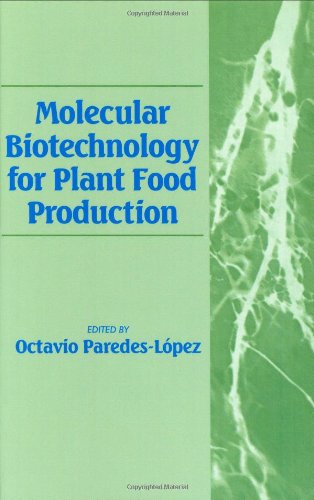 Molecular
Biotechnology
for Plant Food
Production
EDITED BY
Octavio Paredes-López